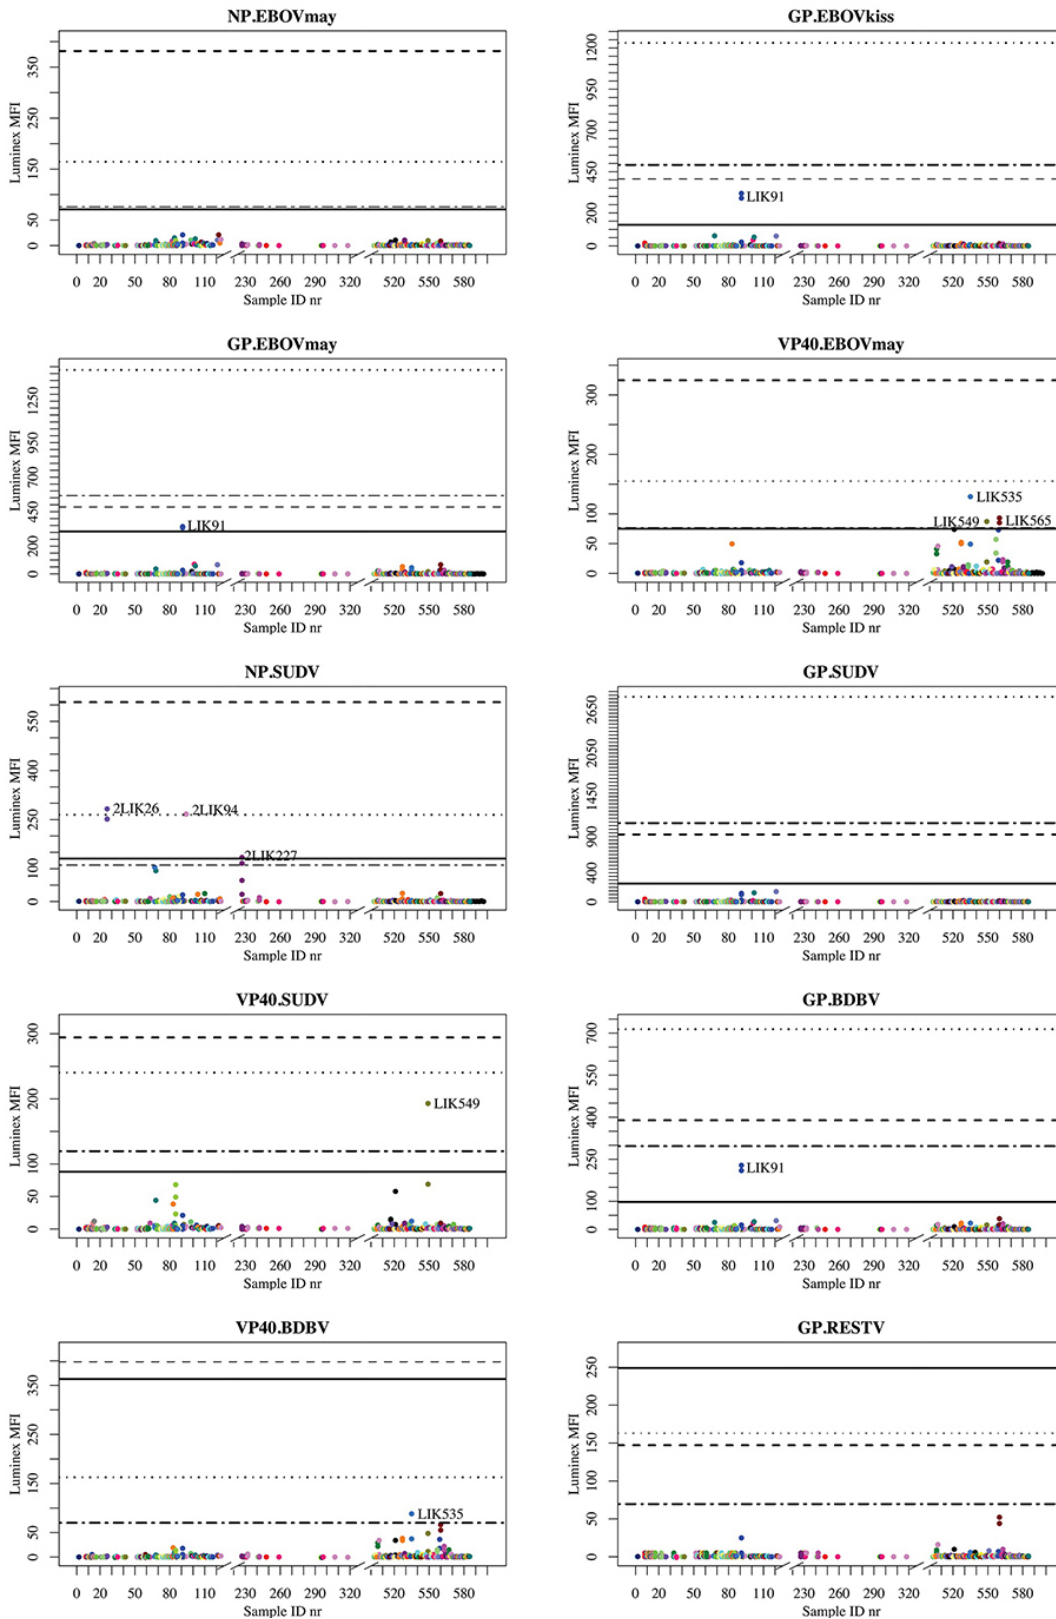 NP.EBOVmay
Luminex MFI
350
250
150
50
0
0 20 50 80 110 230 260 290 320 520 550 580
Sample ID nr
GP.EBOVkiss
Luminex MFI
1200
950
700
450
200
0
LIK91
0 20 50 80 110 230 260 290 320 520 550 580
Sample ID nr
GP.EBOVmay
Luminex MFI
1250
950
700
450
200
0
LIK91
0 20 50 80 110 230 260 290 320 520 550 580
Sample ID nr
VP40.EBOVmay
Luminex MFI
300
200
100
50
0
LIK535
LIK549 LIK565
0 20 50 80 110 230 260 290 320 520 550 580
Sample ID nr
NP.SUDV
Luminex MFI
550
400
250
100
0
2LIK26 2LIK94
2LIK227
0 20 50 80 110 230 260 290 320 520 550 580
Sample ID nr
GP.SUDV
Luminex MFI
2650
2050
1450
900
400
0
0 20 50 80 110 230 260 290 320 520 550 580
Sample ID nr
VP40.SUDV
Luminex MFI
300
200
100
50
0
LIK549
0 20 50 80 110 230 260 290 320 520 550 580
Sample ID nr
GP.BDBV
Luminex MFI
700
550
400
250
100
0
LIK91
0 20 50 80 110 230 260 290 320 520 550 580
Sample ID nr
VP40.BDBV
Luminex MFI
350
250
150
50
0
LIK535
0 20 50 80 110 230 260 290 320 520 550 580
Sample ID nr
GP.RESTV
Luminex MFI
250
200
150
100
50
0
0 20 50 80 110 230 260 290 320 520 550 580
Sample ID nr